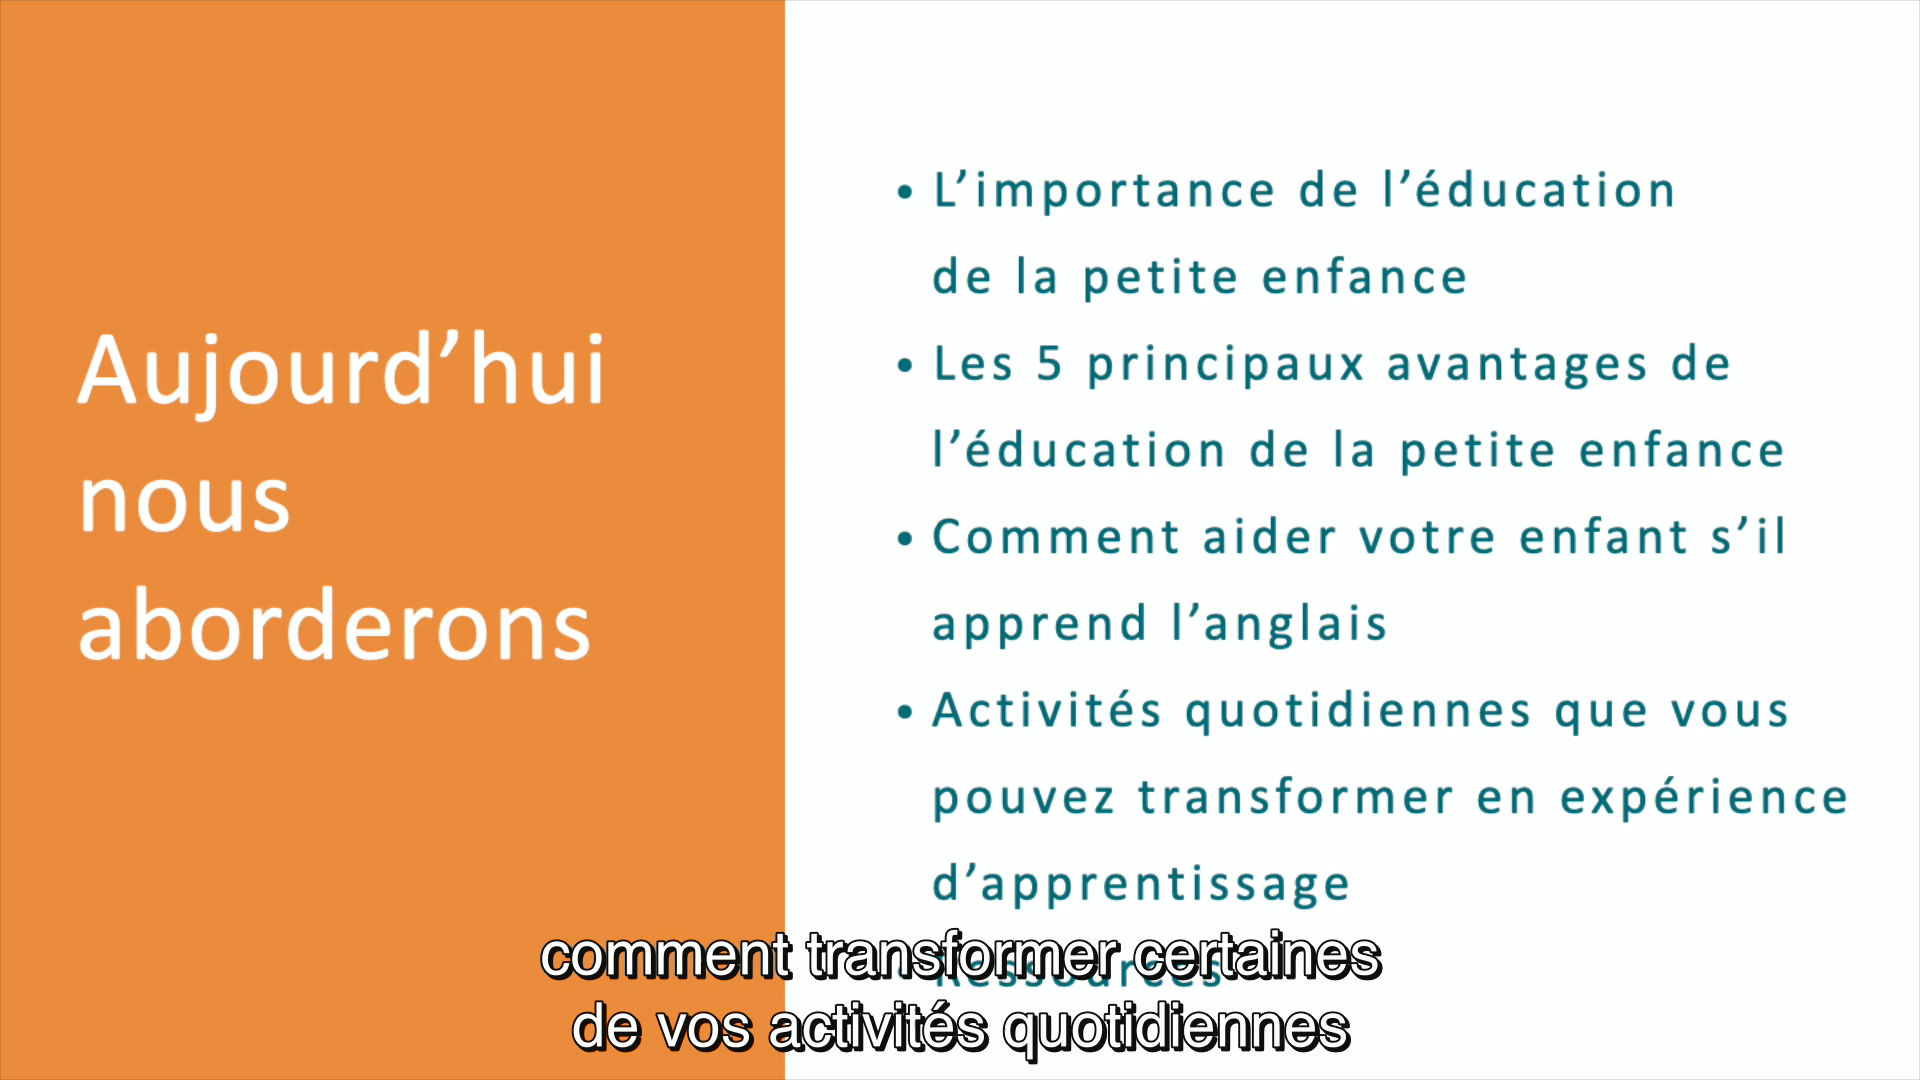 Aujourd’hui
nous
aborderons
• L’importance de l’éducation
de la petite enfance
• Les 5 principaux avantages de
l’éducation de la petite enfance
• Comment aider votre enfant s’il
apprend l’anglais
• Activités quotidiennes que vous
pouvez transformer en expérience
d’apprentissage
• Ressources
comment transformer certaines
de vos activités quotidiennes